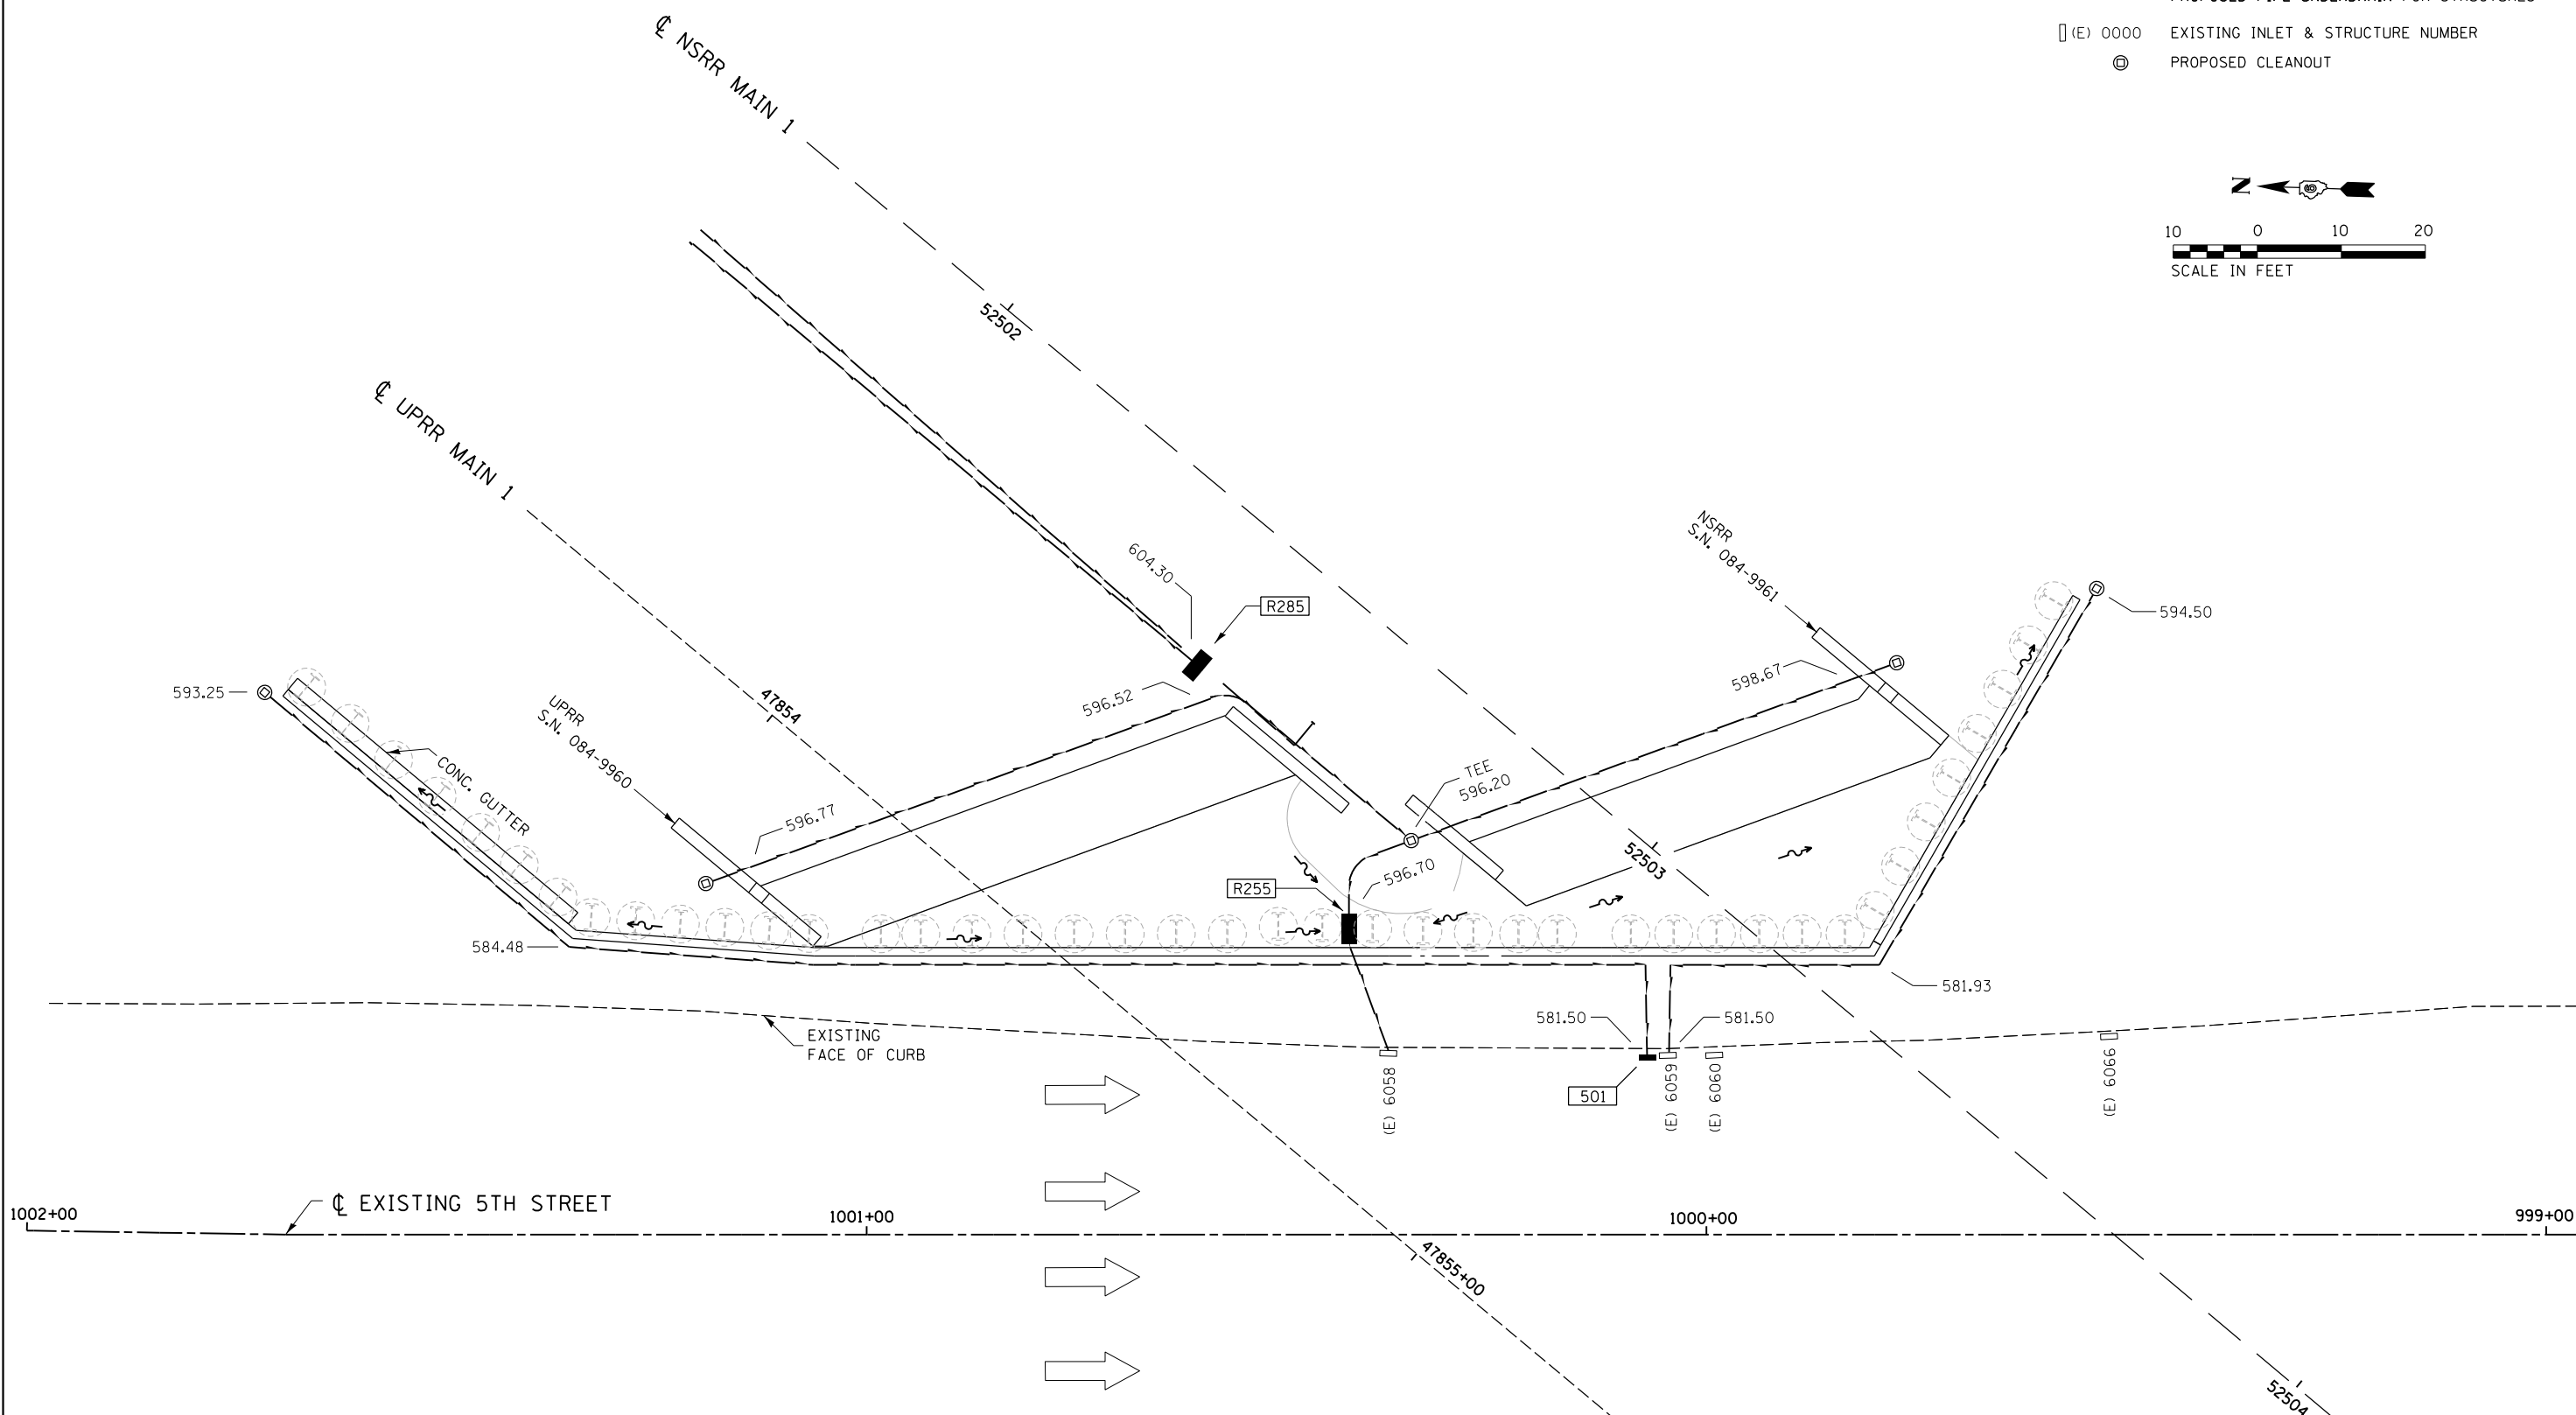 FOR STRUCTURES
(E) 0000 EXISTING INLET & STRUCTURE NUMBER
PROPOSED CLEANOUT
℄ NSRR MAIN 1
N
10 0 10 20
SCALE IN FEET
52502
℄ UPRR MAIN 1
604.30
R285
NSRR
S.N. 084-9961
594.50
593.25
UPRR
S.N. 084-9960
47854
596.52
598.67
CONC. GUTTER
596.77
TEE
596.20
52503
R255
596.70
584.48
581.93
EXISTING
FACE OF CURB
581.50
581.50
501
(E) 6058
(E) 6059
(E) 6060
(E) 6066
℄ EXISTING 5TH STREET
1002+00
1001+00
1000+00
999+00
47855+00
52504